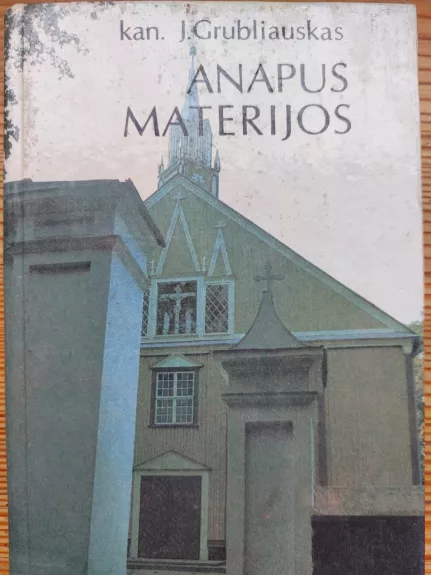 kan. J.Grubliauskas
ANAPUS
MATERIJOS